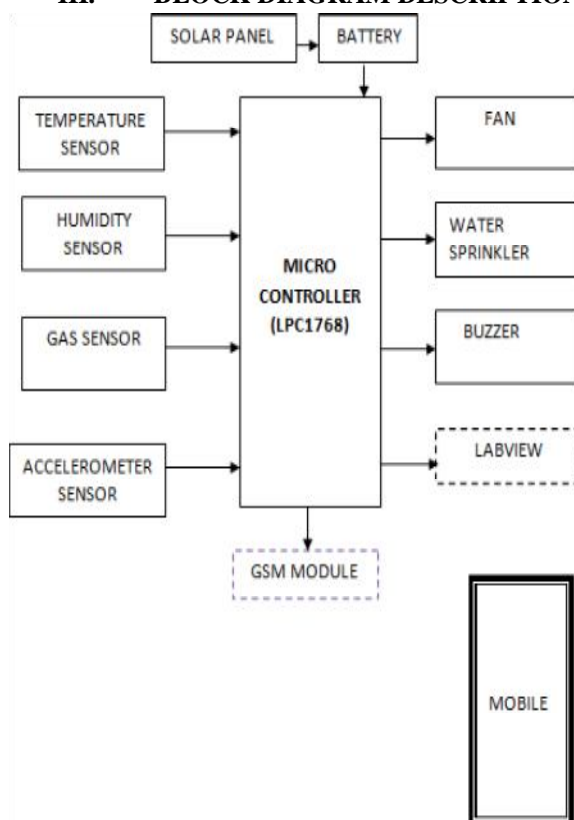 III. BLOCK DIAGRAM DESCRIPTION
SOLAR PANEL
BATTERY
TEMPERATURE
SENSOR
FAN
HUMIDITY
SENSOR
WATER
SPRINKLER
MICRO
CONTROLLER
(LPC1768)
GAS SENSOR
BUZZER
ACCELEROMETER
SENSOR
LABVIEW
GSM MODULE
MOBILE